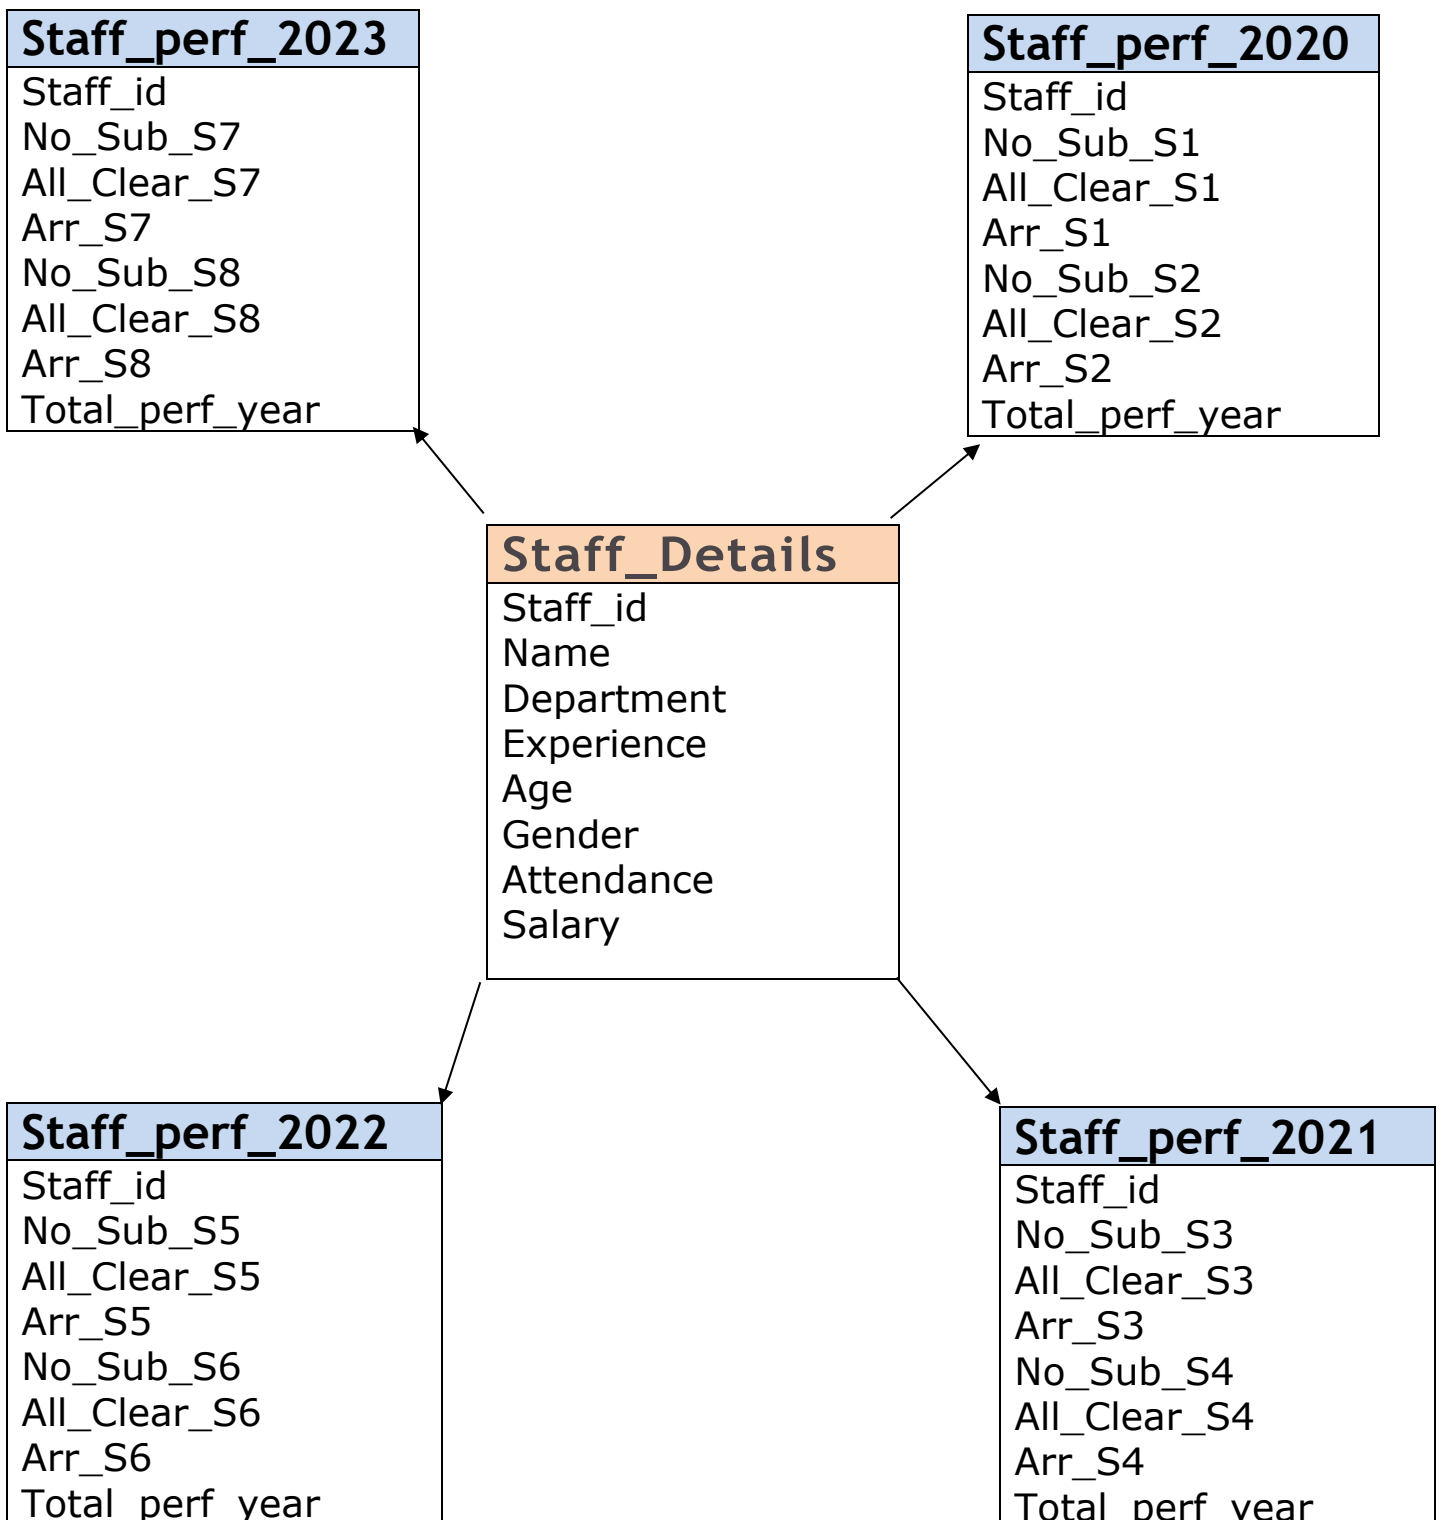 Staff_perf_2023
Staff_id
No_Sub_S7
All_Clear_S7
Arr_S7
No_Sub_S8
All_Clear_S8
Arr_S8
Total_perf_year
Staff_perf_2020
Staff_id
No_Sub_S1
All_Clear_S1
Arr_S1
No_Sub_S2
All_Clear_S2
Arr_S2
Total_perf_year
Staff_Details
Staff_id
Name
Department
Experience
Age
Gender
Attendance
Salary
Staff_perf_2022
Staff_id
No_Sub_S5
All_Clear_S5
Arr_S5
No_Sub_S6
All_Clear_S6
Arr_S6
Total_perf_year
Staff_perf_2021
Staff_id
No_Sub_S3
All_Clear_S3
Arr_S3
No_Sub_S4
All_Clear_S4
Arr_S4
Total_perf_year